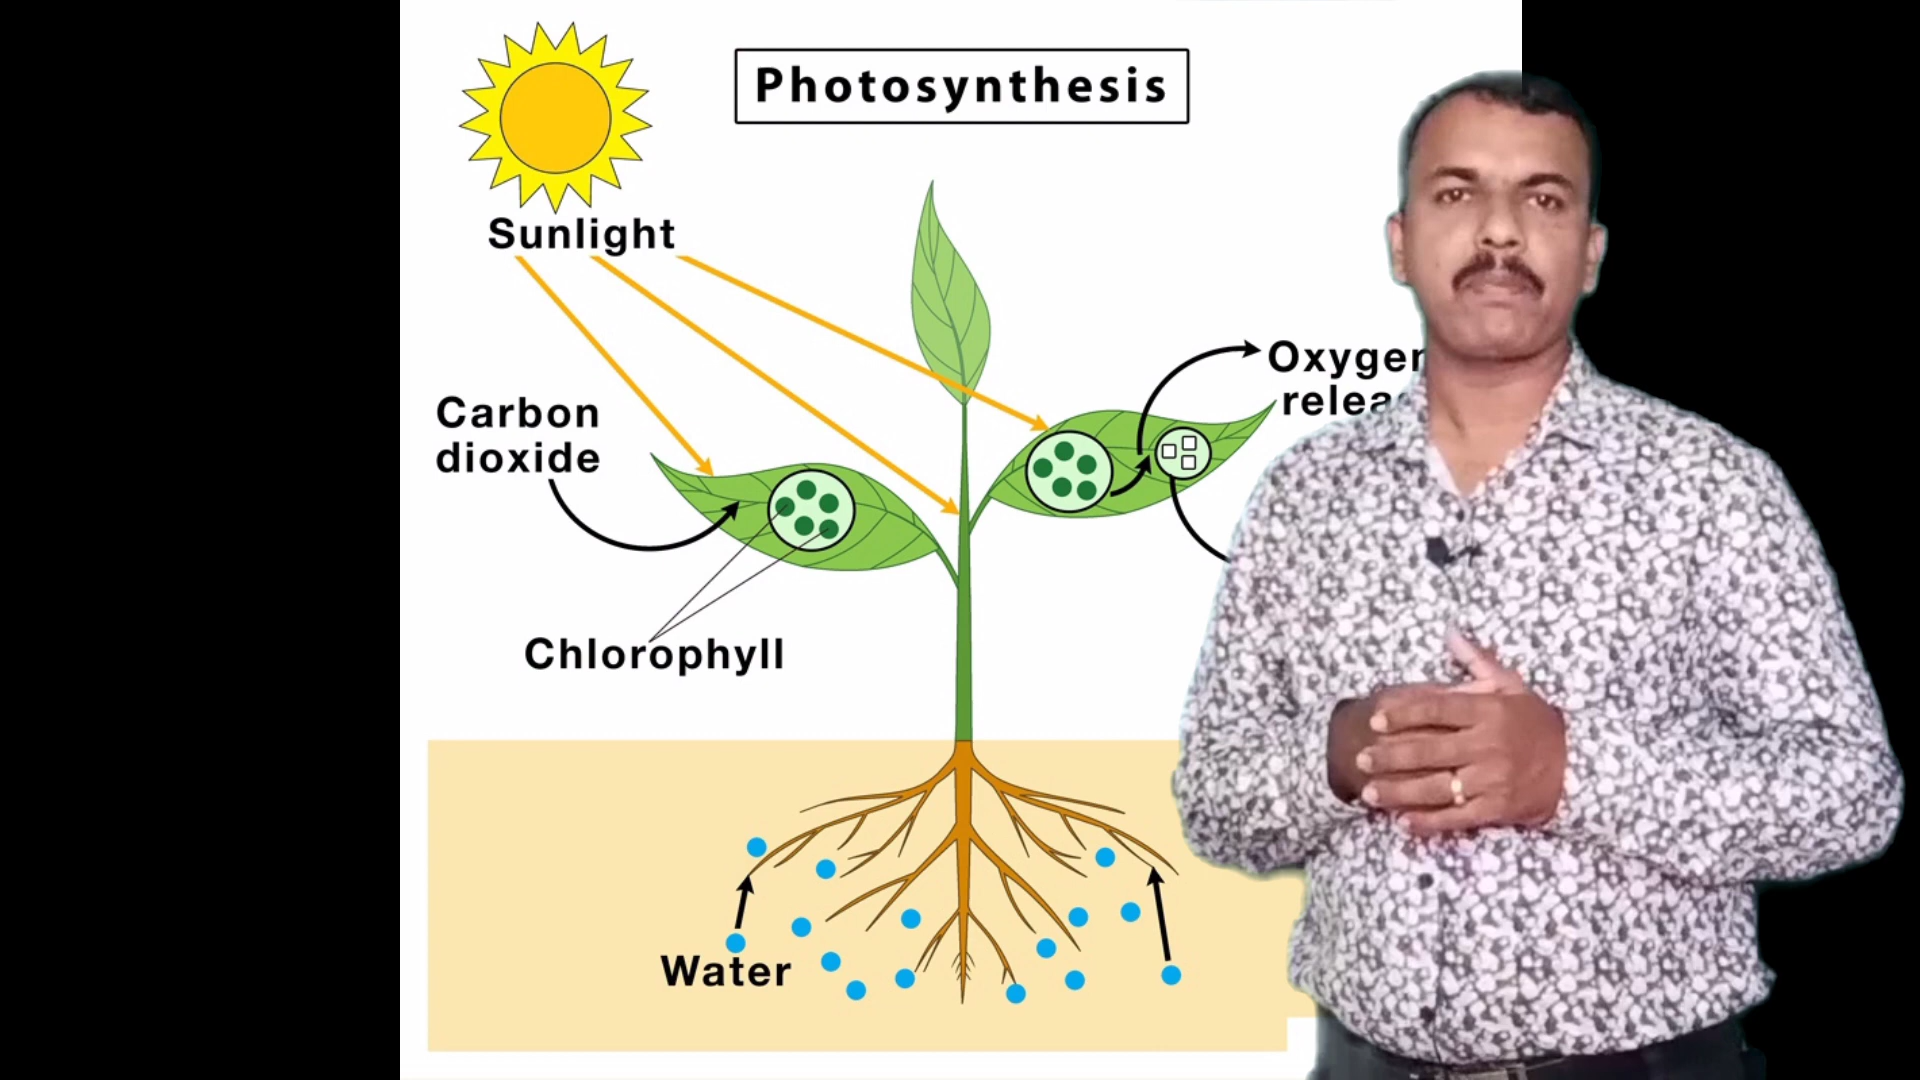 Photosynthesis
Sunlight
Carbon
dioxide
Chlorophyll
Water